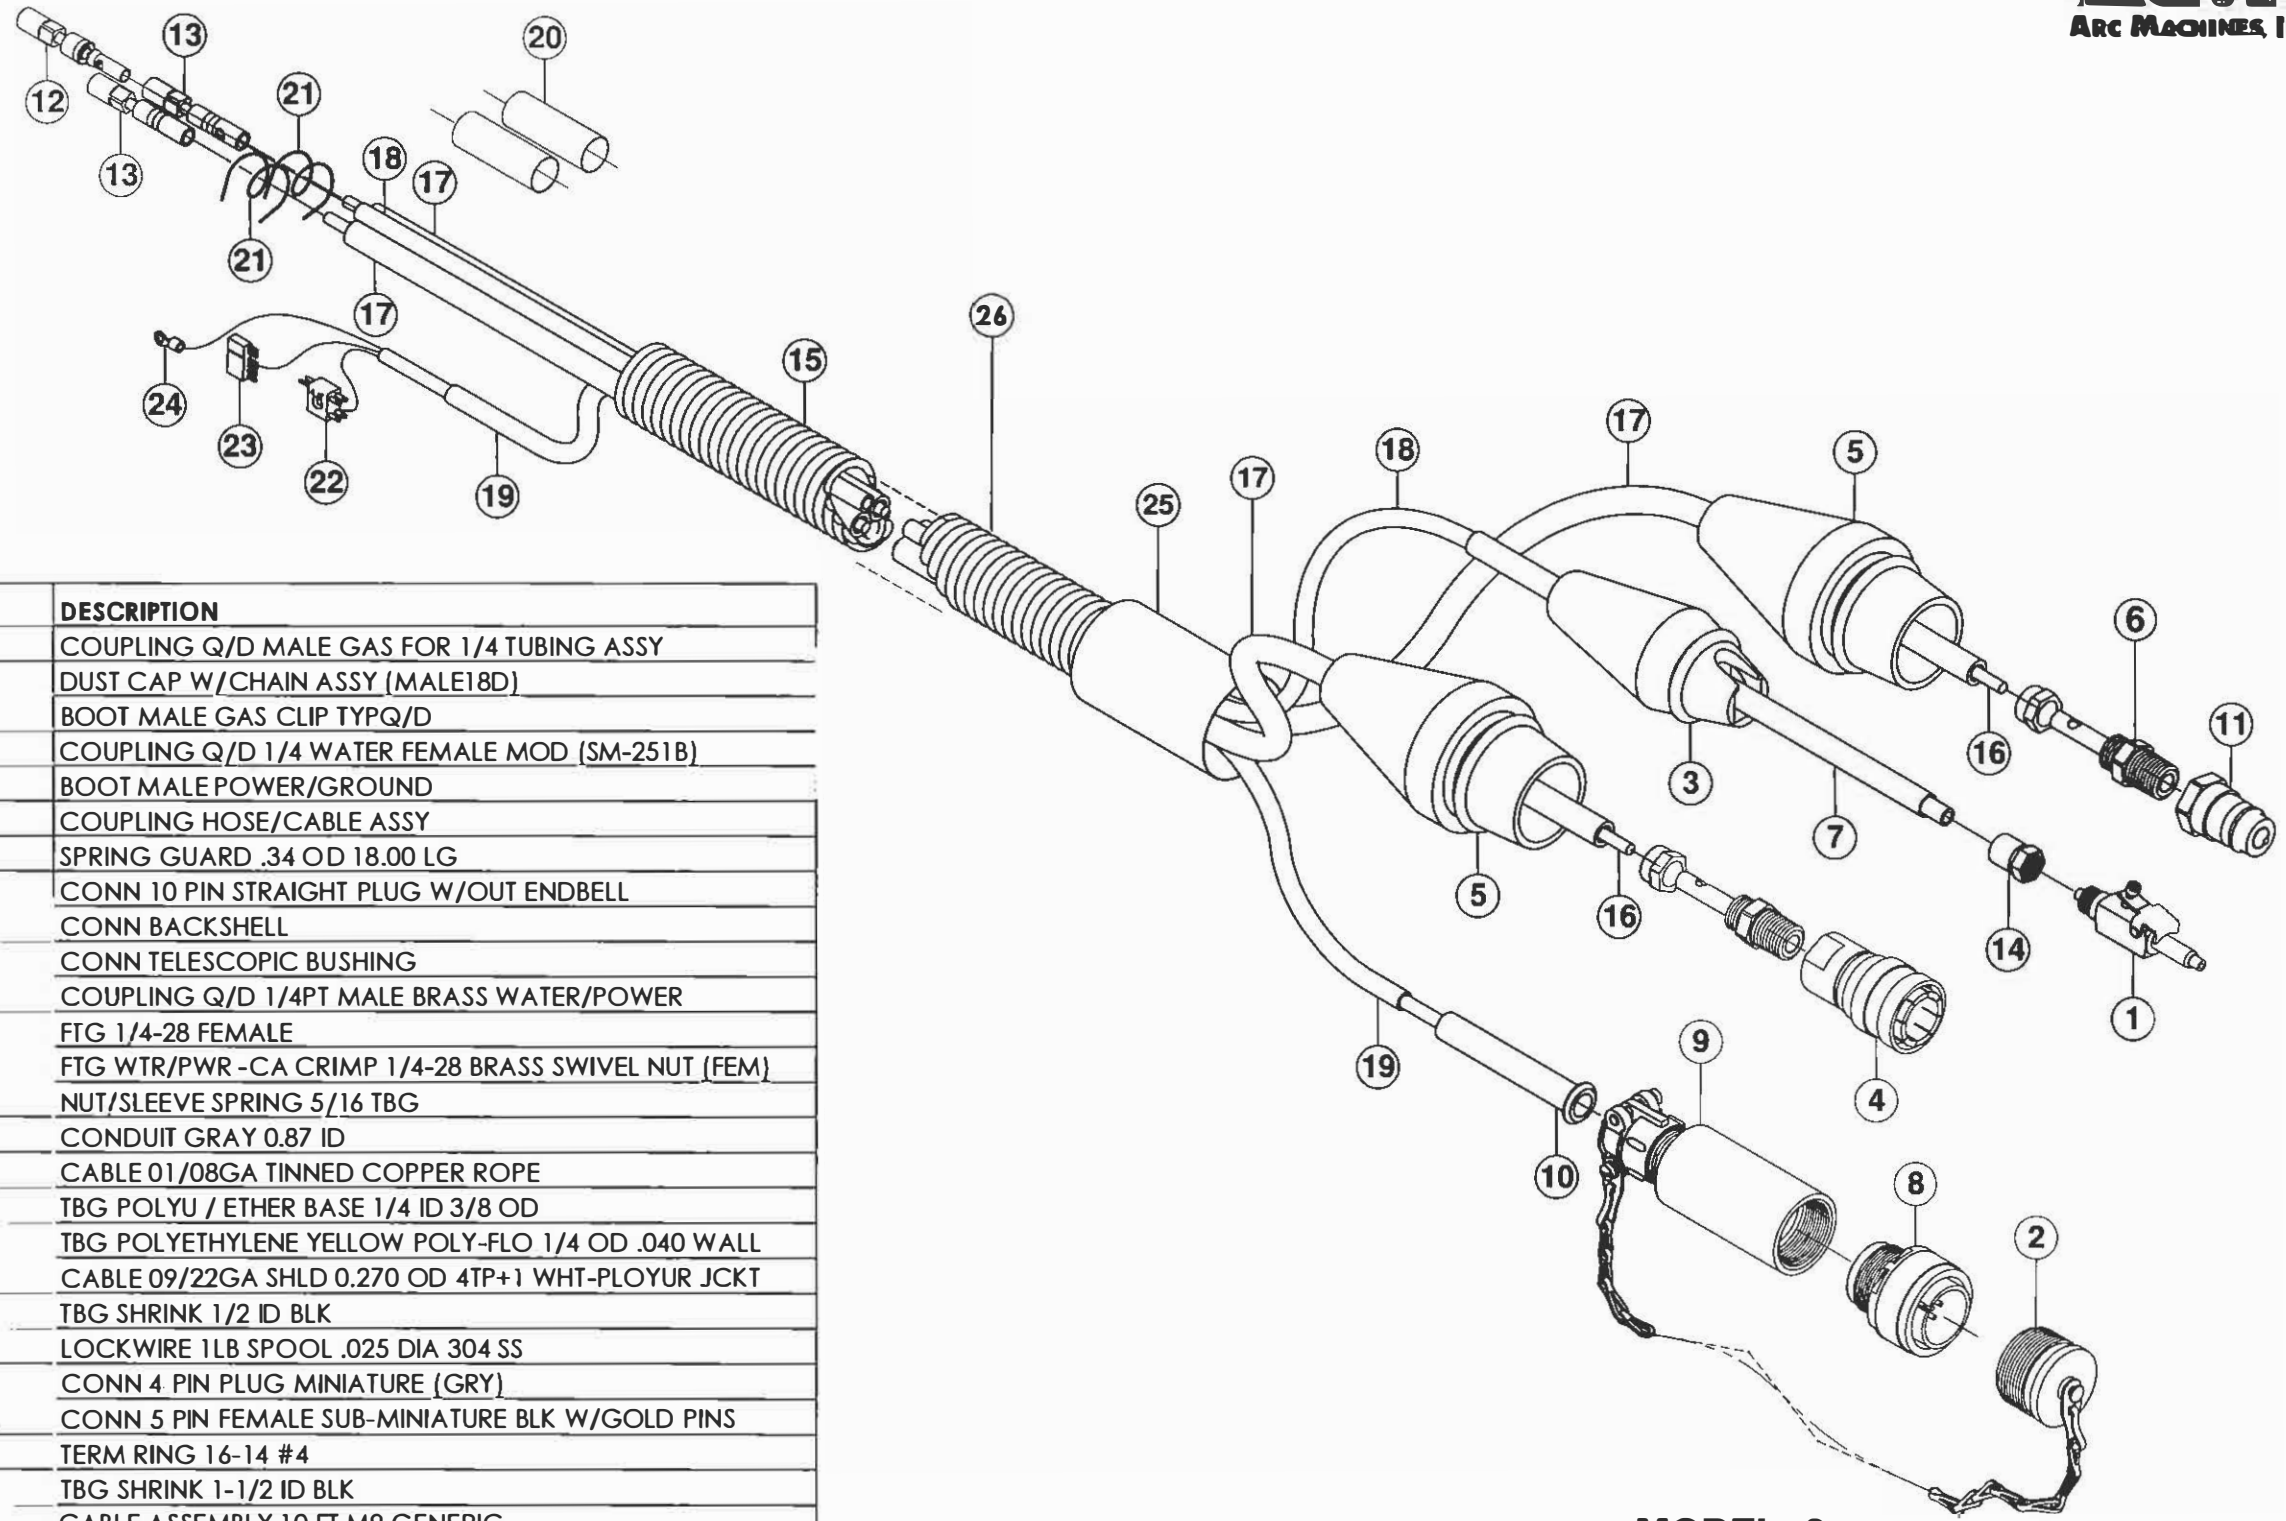 ARC MACHINES, I
13
20
12
21
13
18
17
21
17
26
15
24
23
22
19
17
18
17
5
25
6
11
16
3
7
5
16
14
1
4
19
9
10
8
2
DESCRIPTION
COUPLING Q/D MALE GAS FOR 1/4 TUBING ASSY
DUST CAP W/CHAIN ASSY (MALE18D)
BOOT MALE GAS CLIP TYPQ/D
COUPLING Q/D 1/4 WATER FEMALE MOD (SM-251B)
BOOT MALE POWER/GROUND
COUPLING HOSE/CABLE ASSY
SPRING GUARD .34 OD 18.00 LG
CONN 10 PIN STRAIGHT PLUG W/OUT ENDBELL
CONN BACKSHELL
CONN TELESCOPIC BUSHING
COUPLING Q/D 1/4PT MALE BRASS WATER/POWER
FTG 1/4-28 FEMALE
FTG WTR/PWR -CA CRIMP 1/4-28 BRASS SWIVEL NUT (FEM)
NUT/SLEEVE SPRING 5/16 TBG
CONDUIT GRAY 0.87 ID
CABLE 01/08GA TINNED COPPER ROPE
TBG POLYU / ETHER BASE 1/4 ID 3/8 OD
TBG POLYETHYLENE YELLOW POLY-FLO 1/4 OD .040 WALL
CABLE 09/22GA SHLD 0.270 OD 4TP+1 WHT-PLOYUR JCKT
TBG SHRINK 1/2 ID BLK
LOCKWIRE 1LB SPOOL .025 DIA 304 SS
CONN 4 PIN PLUG MINIATURE (GRY)
CONN 5 PIN FEMALE SUB-MINIATURE BLK W/GOLD PINS
TERM RING 16-14 #4
TBG SHRINK 1-1/2 ID BLK
CABLE ASSEMBLY 10 FT M9 GENERIC